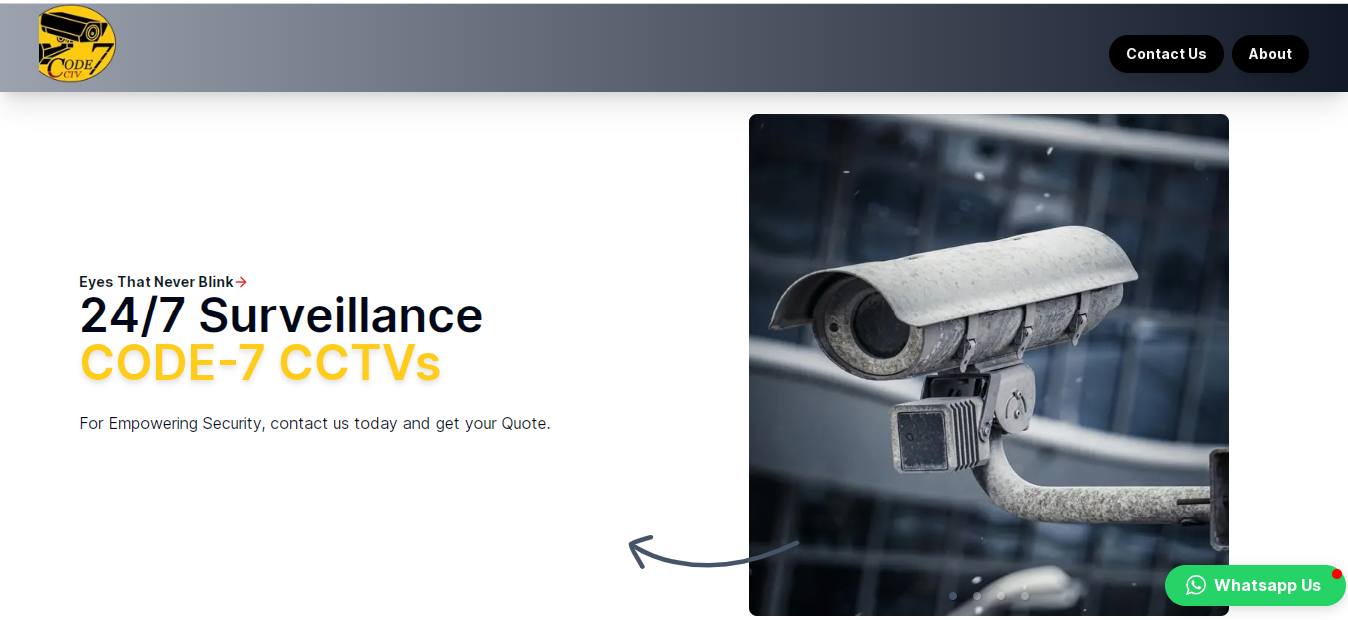 CODE 7
CCTV
Contact Us
About
Eyes That Never Blink
24/7 Surveillance
CODE-7 CCTVs
For Empowering Security, contact us today and get your Quote.
Whatsapp Us